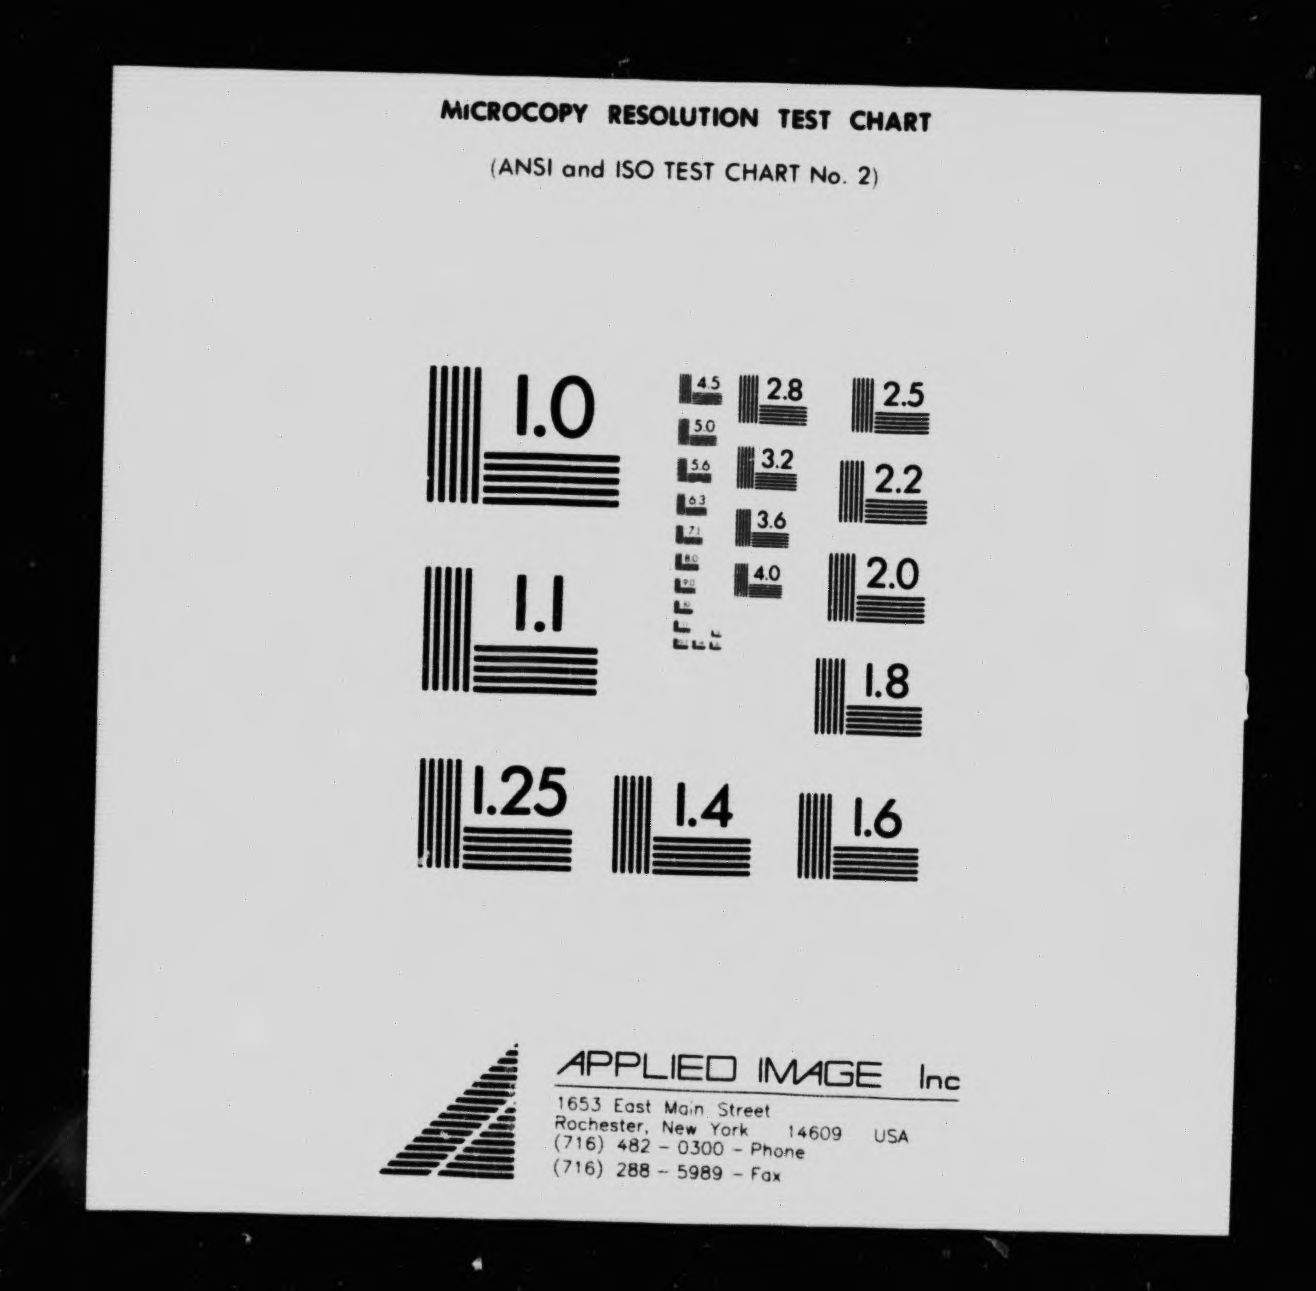 MICROCOPY RESOLUTION TEST CHART
(ANSI and ISO TEST CHART No. 2)
1.0
4.5
2.8
2.5
5.0
3.2
2.2
5.6
6.3
3.6
7.1
2.0
8.0
4.0
9.0
1.1
1.8
1.25
1.4
1.6
APPLIED IMAGE Inc
1653 East Main Street
Rochester, New York 14609 USA
(716) 482 - 0300 - Phone
(716) 288 - 5989 - Fax